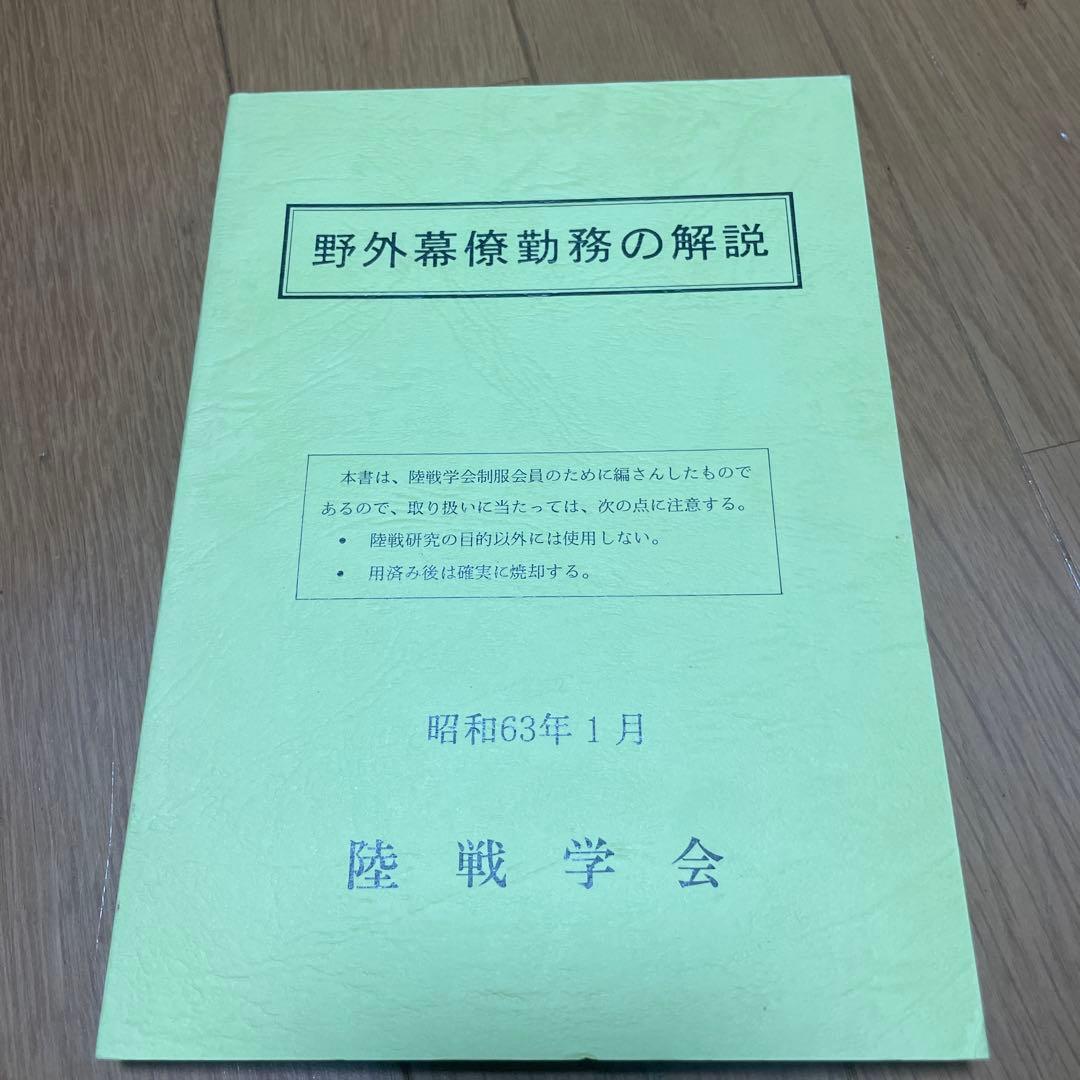 野外幕僚勤務の解説
本書は、陸戦学会制服会員のために編さんしたもので
あるので、取り扱いに当たっては、次の点に注意する。
• 陸戦研究の目的以外には使用しない。
• 用済み後は確実に焼却する。
昭和63年1月
陸戦学会